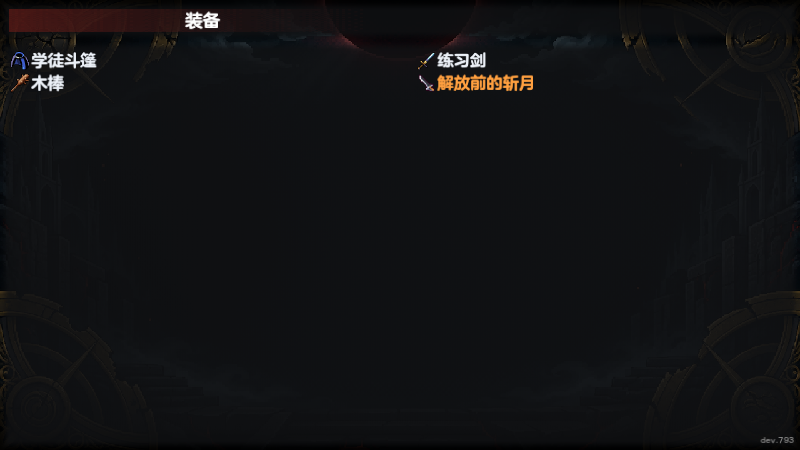 装备
学徒斗篷
练习剑
木棒
解放前的斩月
dev.793